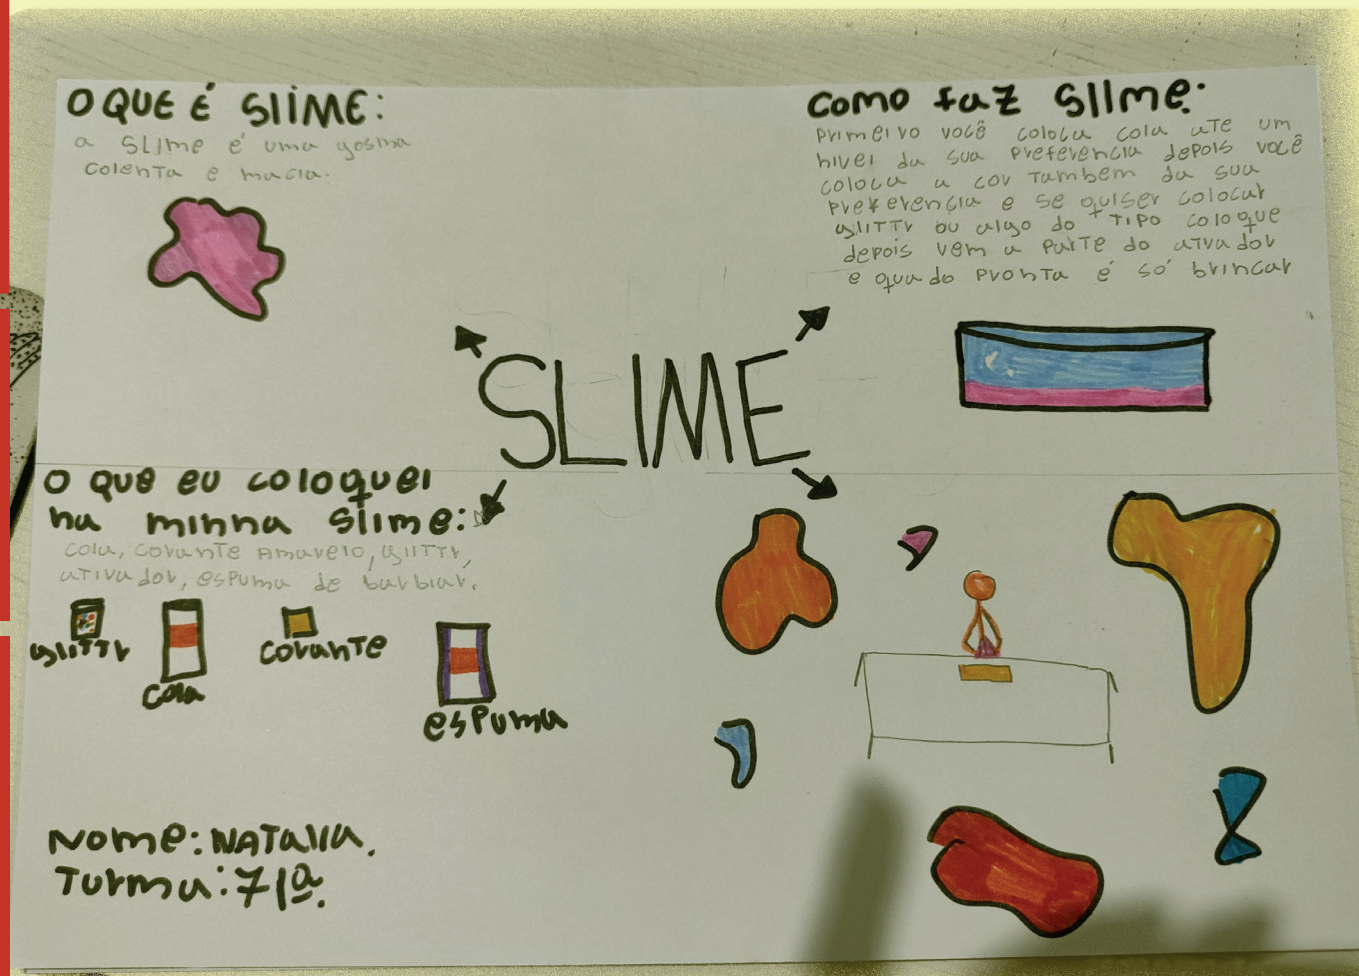 O QUE É SLIME:
a SLIME é uma gosma
colenta e macia.
como faz Slime:
Primeiro você coloca cola ate um
nivel da sua Preferencia depois você
coloca a cor Tambem da sua
Preferencia e se quiser colocar
gliTTr ou algo do TIPO coloque
depois vem a parte do ativador
e quado pronta é só brincar
SLIME
O que eu coloquei
na minna slime:
cola, coranTe Amarelo, gliTTr,
aTivador, espuma de barbiar.
gliTTr
cola
coranTe
espuma
Nome: NATAlia.
Turma: 71ª.